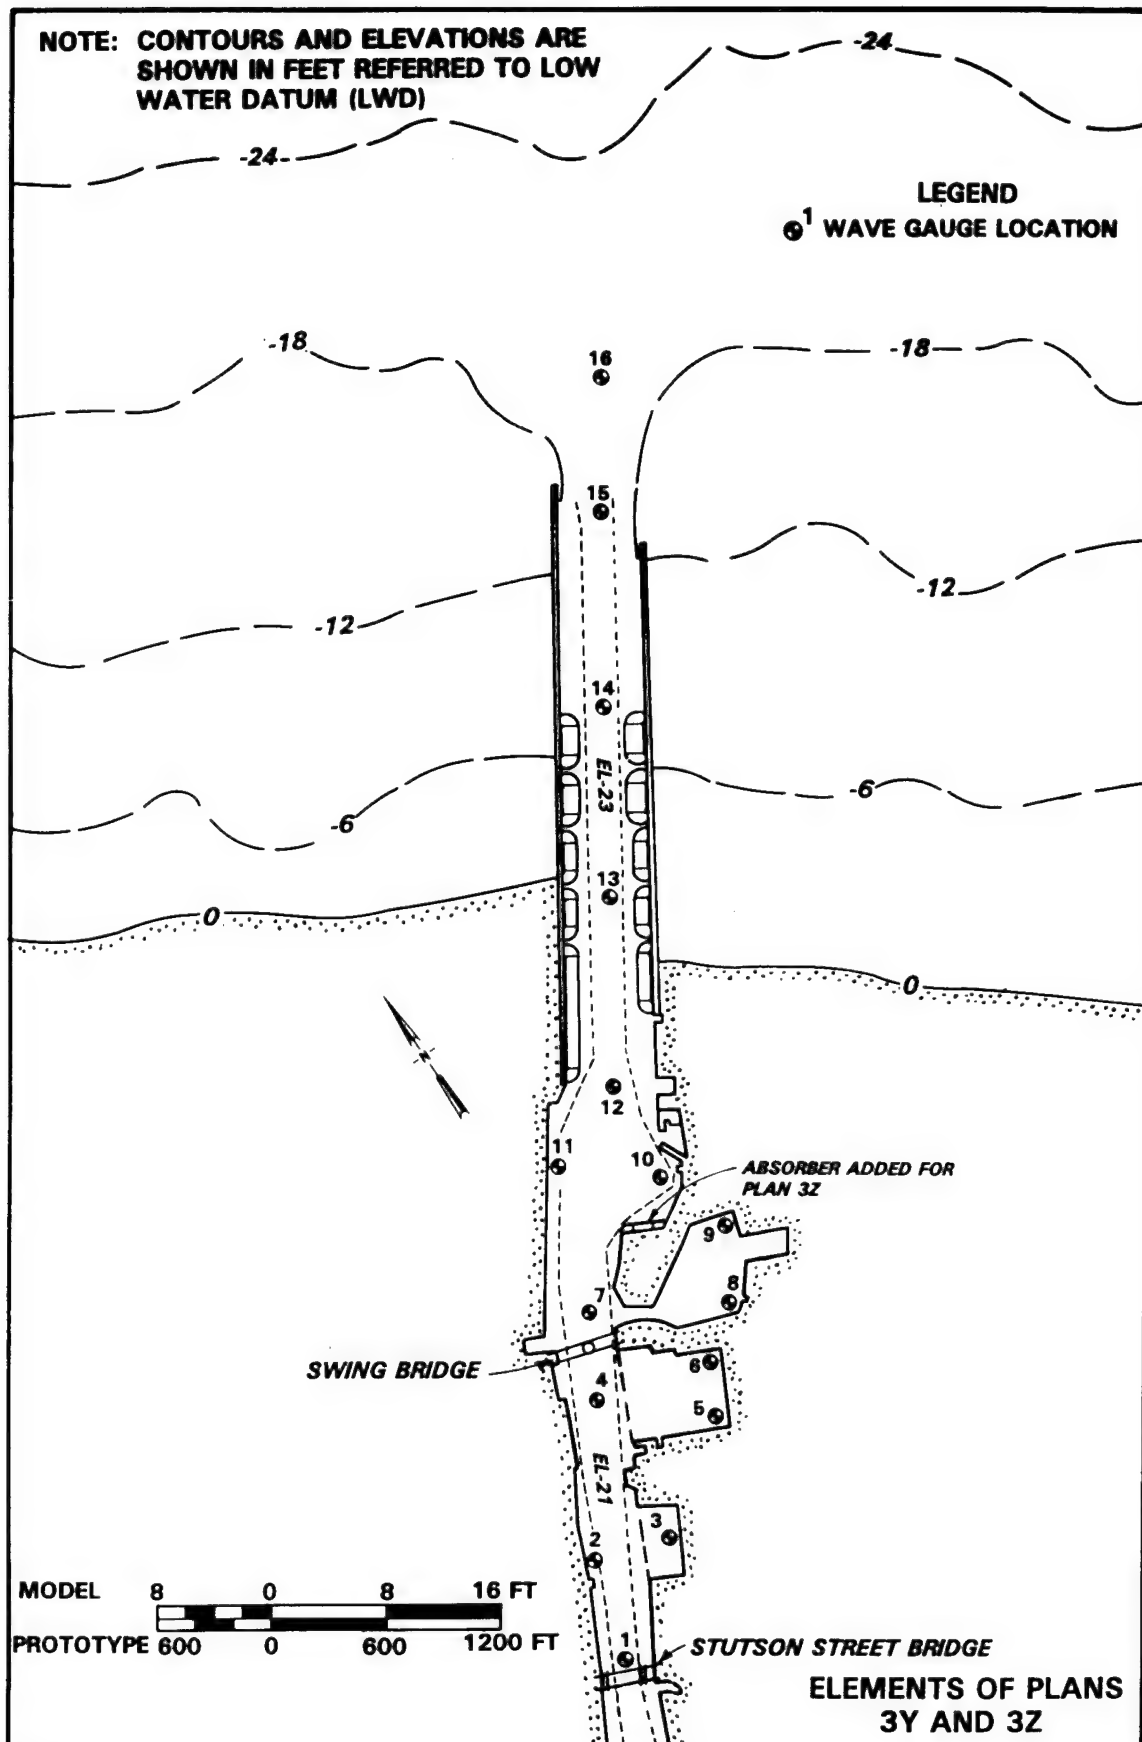 NOTE: CONTOURS AND ELEVATIONS ARE
SHOWN IN FEET REFERRED TO LOW
WATER DATUM (LWD)
-24
-24
LEGEND
1 WAVE GAUGE LOCATION
-18
-18
16
15
-12
-12
14
EL-23
-6
-6
13
0
0
N
12
11
10
ABSORBER ADDED FOR
PLAN 3Z
9
8
7
SWING BRIDGE
6
4
5
EL-21
3
2
MODEL 8 0 8 16 FT
PROTOTYPE 600 0 600 1200 FT
1
STUTSON STREET BRIDGE
ELEMENTS OF PLANS
3Y AND 3Z